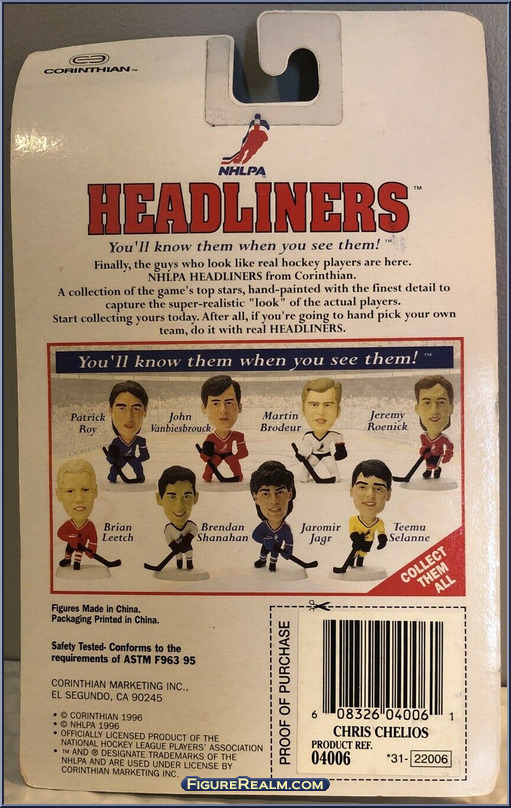 CORINTHIAN™
NHLPA
HEADLINERS™
You'll know them when you see them!™
Finally, the guys who look like real hockey players are here.
NHLPA HEADLINERS from Corinthian.
A collection of the game's top stars, hand-painted with the finest detail to
capture the super-realistic "look" of the actual players.
Start collecting yours today. After all, if you're going to hand pick your own
team, do it with real HEADLINERS.
You'll know them when you see them! ™
Patrick
Roy
John
Vanbiesbrouck
Martin
Brodeur
Jeremy
Roenick
Brian
Leetch
Brendan
Shanahan
Jaromir
Jagr
Teemu
Selanne
COLLECT
THEM
ALL
Figures Made in China.
Packaging Printed in China.
Safety Tested- Conforms to the
requirements of ASTM F963 95
CORINTHIAN MARKETING INC.,
EL SEGUNDO, CA 90245
• © CORINTHIAN 1996
• © NHLPA 1996
• OFFICIALLY LICENSED PRODUCT OF THE
NATIONAL HOCKEY LEAGUE PLAYERS' ASSOCIATION
• ™ AND ® DESIGNATE TRADEMARKS OF THE
NHLPA AND ARE USED UNDER LICENSE BY
CORINTHIAN MARKETING INC.
PROOF OF PURCHASE
6 08326 04006 1
CHRIS CHELIOS
PRODUCT REF.
04006
*31- 22006
FIGUREREALM.COM